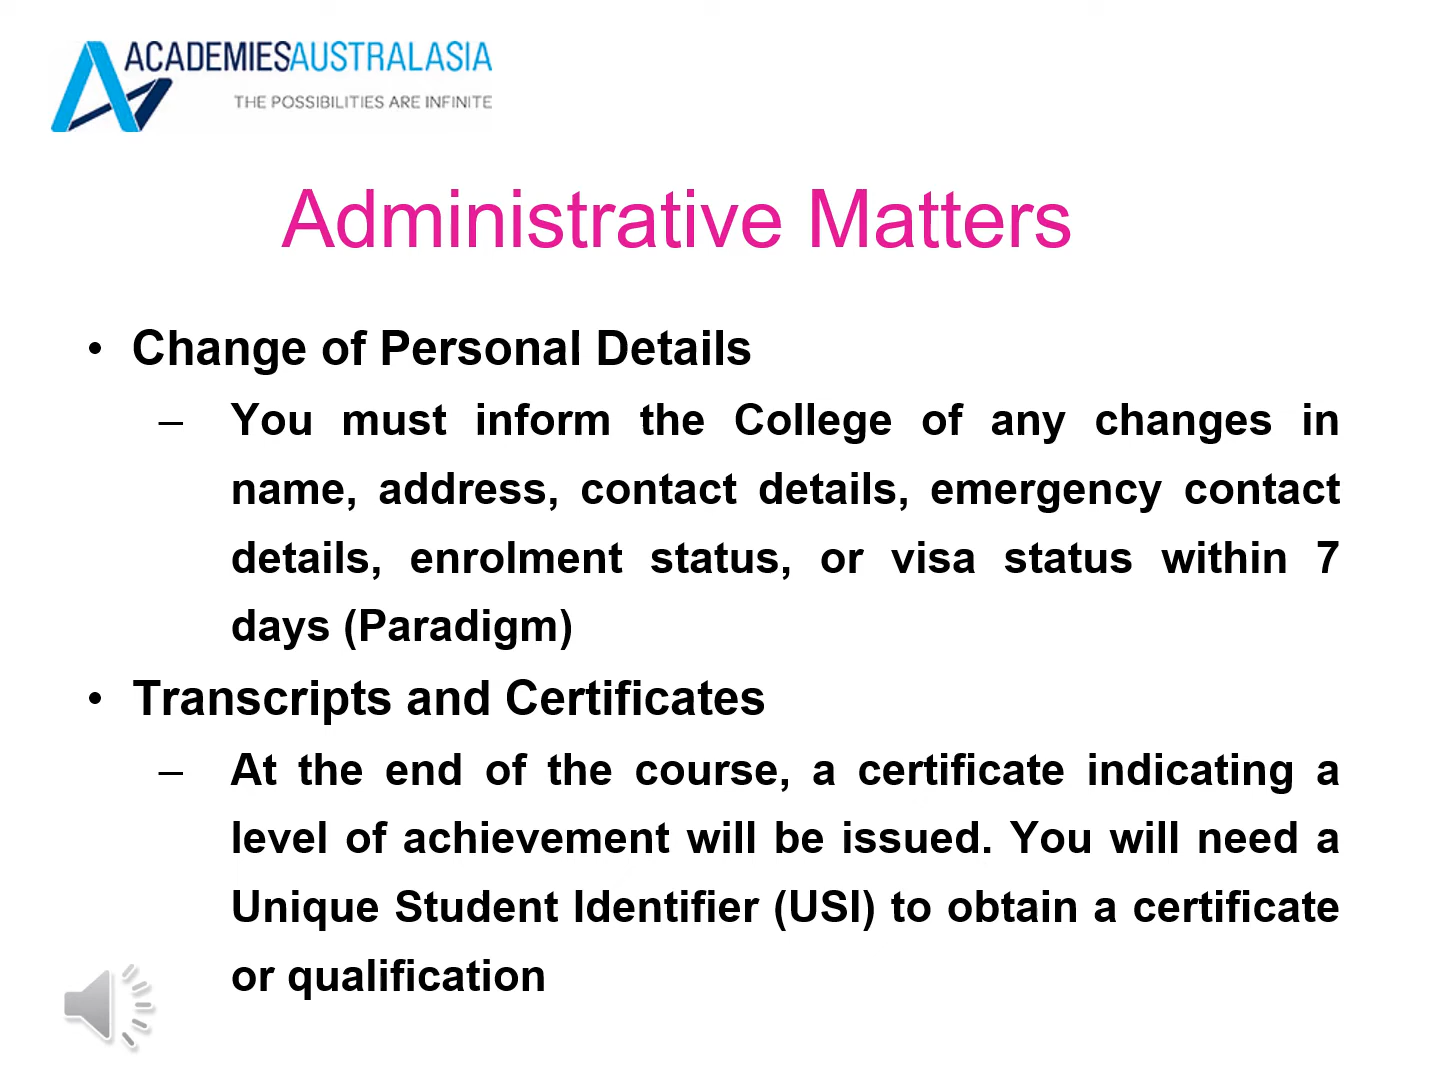 ACADEMIESAUSTRALASIA
THE POSSIBILITIES ARE INFINITE
Administrative Matters
• Change of Personal Details
– You must inform the College of any changes in
name, address, contact details, emergency contact
details, enrolment status, or visa status within 7
days (Paradigm)
• Transcripts and Certificates
– At the end of the course, a certificate indicating a
level of achievement will be issued. You will need a
Unique Student Identifier (USI) to obtain a certificate
or qualification